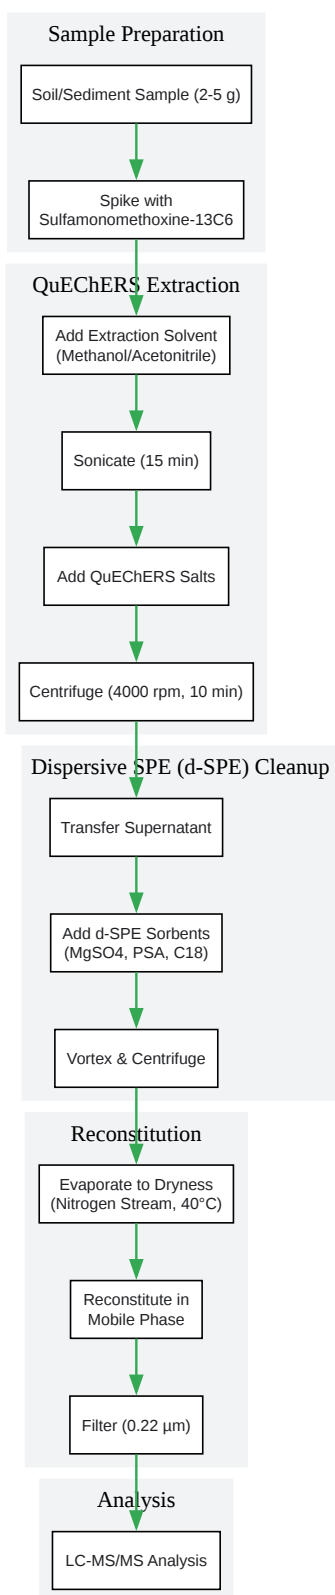 Sample Preparation
Soil/Sediment Sample (2-5 g)
Spike with
Sulfamonomethoxine-13C6
QuEChERS Extraction
Add Extraction Solvent
(Methanol/Acetonitrile)
Sonicate (15 min)
Add QuEChERS Salts
Centrifuge (4000 rpm, 10 min)
Dispersive SPE (d-SPE) Cleanup
Transfer Supernatant
Add d-SPE Sorbents
(MgSO4, PSA, C18)
Vortex & Centrifuge
Reconstitution
Evaporate to Dryness
(Nitrogen Stream, 40°C)
Reconstitute in
Mobile Phase
Filter (0.22 µm)
Analysis
LC-MS/MS Analysis